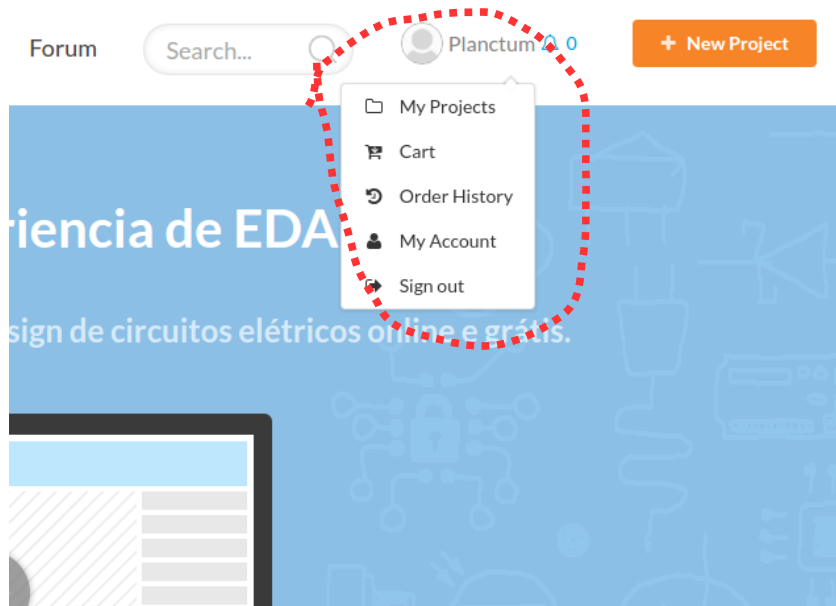 Forum
Search...
Planctum 0
+ New Project
My Projects
Cart
Order History
My Account
Sign out
riencia de EDA
sign de circuitos elétricos online e grátis.